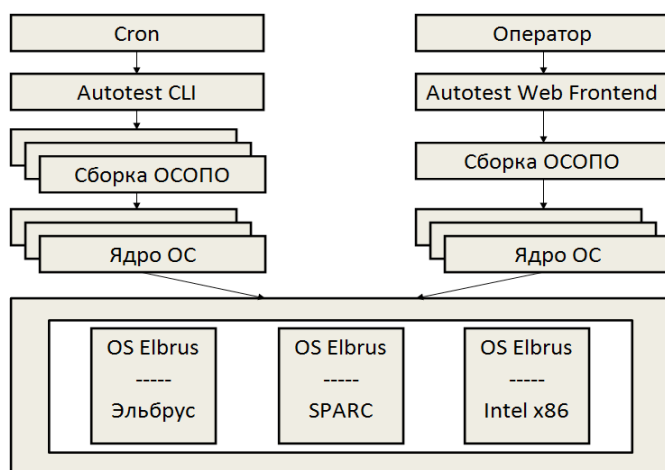 Cron
Оператор
Autotest CLI
Autotest Web Frontend
Сборка ОСОПО
Сборка ОСОПО
Ядро ОС
Ядро ОС
OS Elbrus
-----
Эльбрус
OS Elbrus
-----
SPARC
OS Elbrus
-----
Intel x86